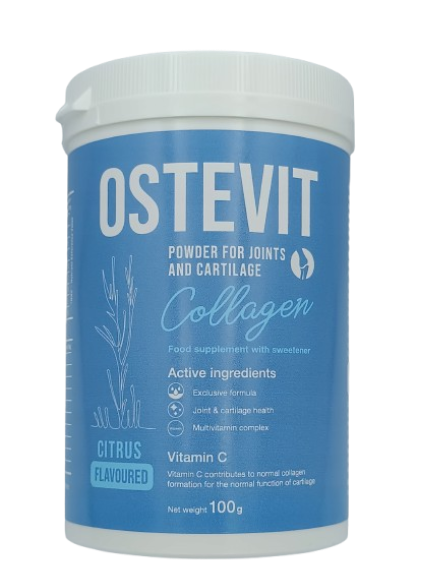 OSTEVIT
POWDER FOR JOINTS
AND CARTILAGE
Collagen
Food supplement with sweetener
Active ingredients
Exclusive formula
Joint & cartilage health
Multivitamin complex
CITRUS
FLAVOURED
Vitamin C
Vitamin C contributes to normal collagen
formation for the normal function of cartilage
Net weight 100g